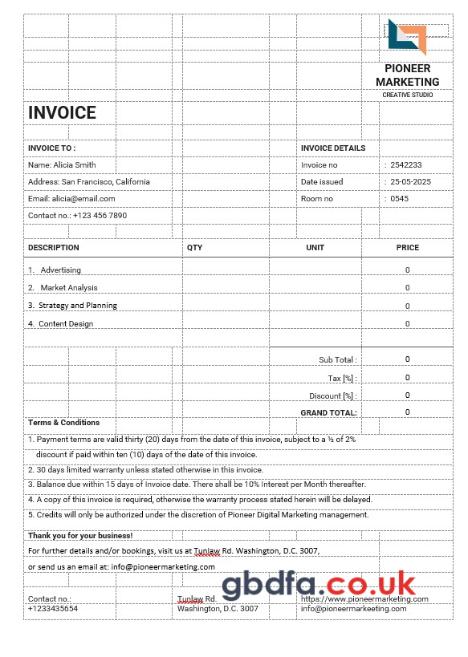 PIONEER
MARKETING
CREATIVE STUDIO
INVOICE
INVOICE TO :
INVOICE DETAILS
Name: Alicia Smith
Invoice no : 2542233
Address: San Francisco, California
Date issued : 25-05-2025
Email: alicia@email.com
Room no : 0545
Contact no.: +123 456 7890
DESCRIPTION QTY UNIT PRICE
1. Advertising 0
2. Market Analysis 0
3. Strategy and Planning 0
4. Content Design 0
Sub Total : 0
Tax [%] : 0
Discount [%] : 0
GRAND TOTAL: 0
Terms & Conditions
1. Payment terms are valid thirty (20) days from the date of this invoice, subject to a ½ of 2%
discount if paid within ten (10) days of the date of this invoice.
2. 30 days limited warranty unless stated otherwise in this invoice.
3. Balance due within 15 days of Invoice date. There shall be 10% Interest per Month thereafter.
4. A copy of this invoice is required, otherwise the warranty process stated herein will be delayed.
5. Credits will only be authorized under the discretion of Pioneer Digital Marketing management.
Thank you for your business!
For further details and/or bookings, visit us at Tunlaw Rd. Washington, D.C. 3007,
or send us an email at: info@pioneermarketing.com
gbdfa.co.uk
Contact no.: Tunlaw Rd. https://www.pioneermarketing.com
+1233435654 Washington, D.C. 3007 info@pioneermarketing.com